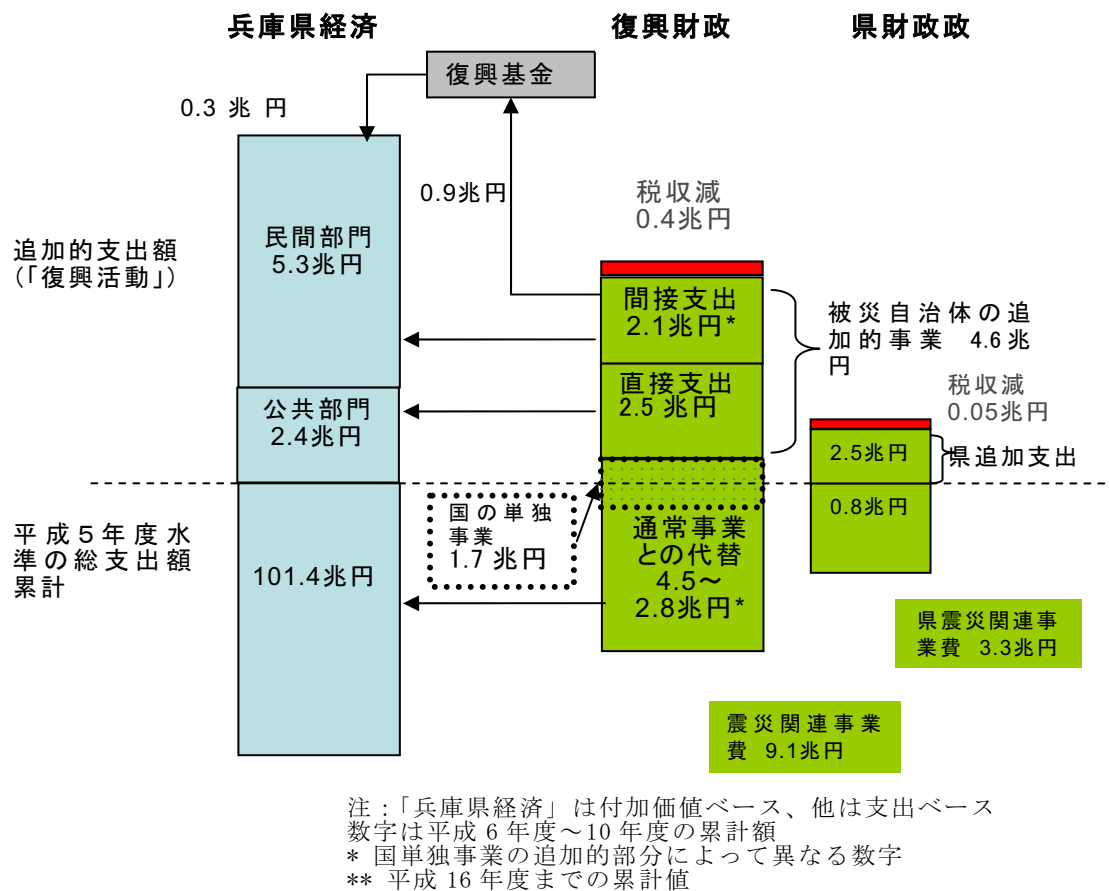 兵庫県経済
復興財政
県財政政
復興基金
0.3 兆 円
0.9兆円
税収減
0.4兆円
追加的支出額
(「復興活動」)
民間部門
5.3兆円
間接支出
2.1兆円*
被災自治体の追
加的事業 4.6兆
円
直接支出
2.5 兆円
公共部門
2.4兆円
税収減
0.05兆円
2.5兆円
県追加支出
平成５年度水
準の総支出額
累計
国の単独
事業
1.7 兆円
0.8兆円
101.4兆円
通常事業
との代替
4.5～
2.8兆円*
県震災関連事
業費 3.3兆円
震災関連事業
費 9.1兆円
注：「兵庫県経済」は付加価値ベース、他は支出ベース
数字は平成 6 年度～10 年度の累計額
* 国単独事業の追加的部分によって異なる数字
** 平成 16 年度までの累計値